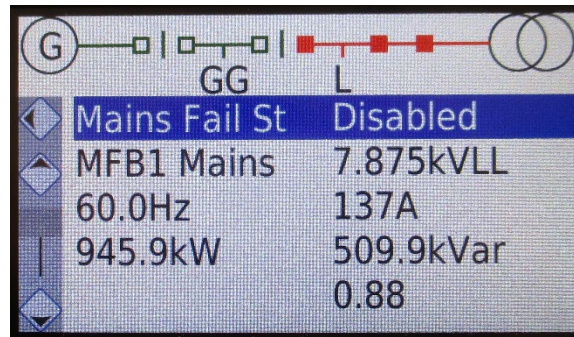 G
GG L
Mains Fail St Disabled
MFB1 Mains 7.875kVLL
60.0Hz 137A
945.9kW 509.9kVar
0.88